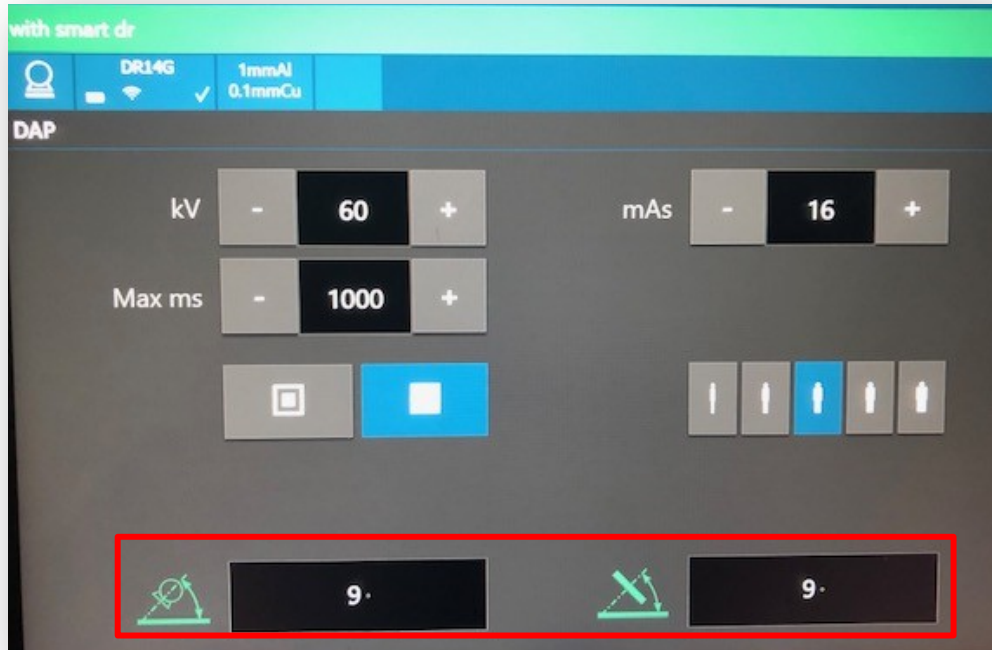 with smart dr
DR14G
1mmAl
0.1mmCu
DAP
kV - 60 +
mAs - 16 +
Max ms - 1000 +
9°
9°